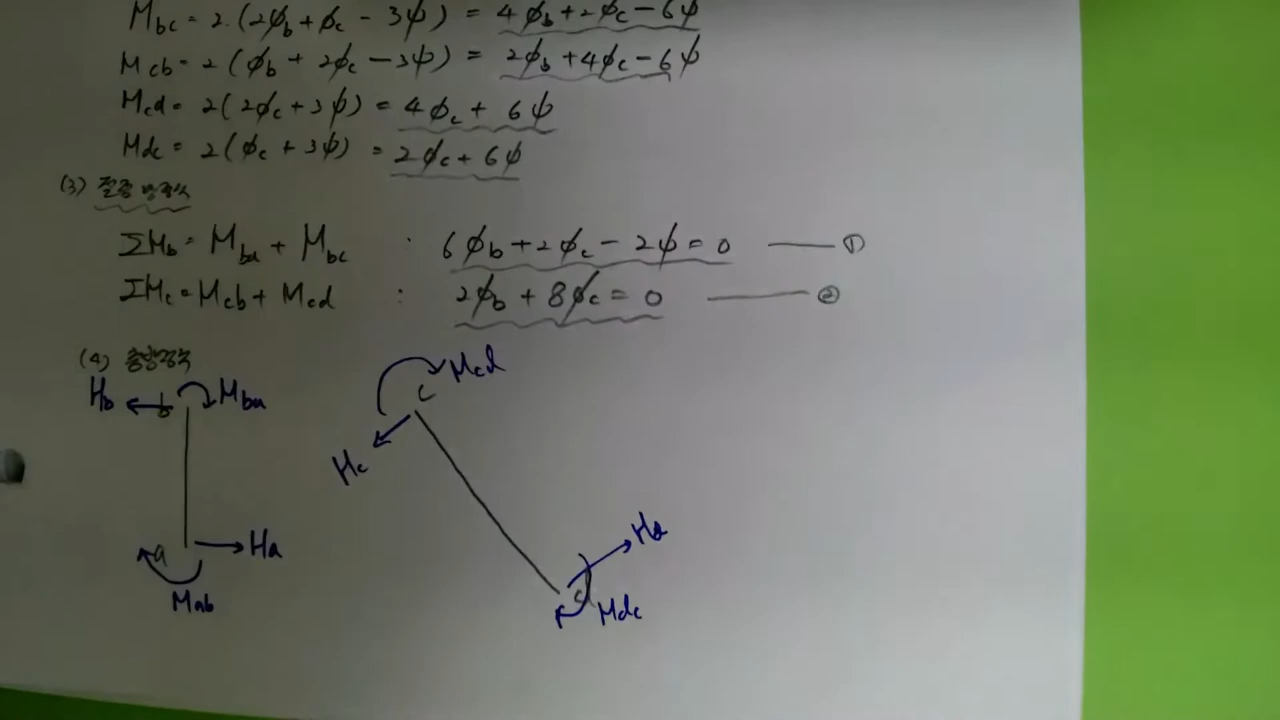 Mbc = 2(2φb + φc - 3ψ) = 4φb + 2φc - 6ψ
Mcb = 2(φb + 2φc - 3ψ) = 2φb + 4φc - 6ψ
Mcd = 2(2φc + 3ψ) = 4φc + 6ψ
Mdc = 2(φc + 3ψ) = 2φc + 6ψ
(3) 절점방정식
ΣMb = Mba + Mbc : 6φb + 2φc - 2ψ = 0 ①
ΣMc = Mcb + Mcd : 2φb + 8φc = 0 ②
(4) 층방정식
Hb b Mba
Mcd
c
Hc
a Ha
Mab
Hd
d
Mdc